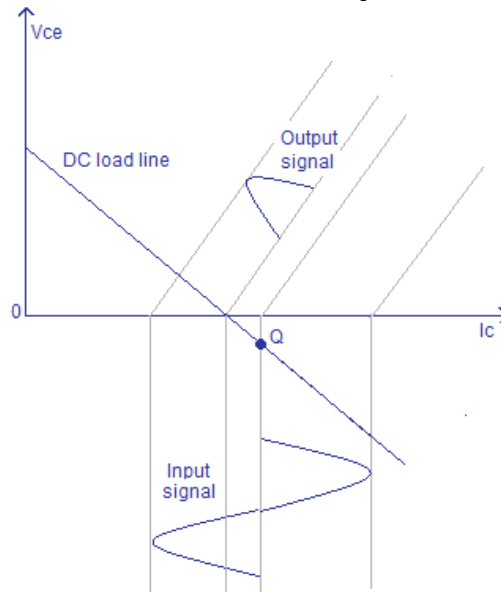 Vce
Output
signal
DC load line
0
Ic
Q
Input
signal